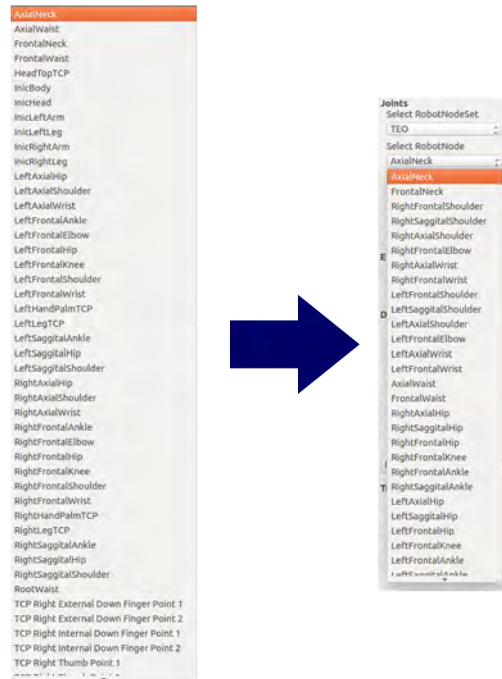 AxialNeck
AxialWaist
FrontalNeck
FrontalWaist
HeadTopTCP
InicBody
InicHead
InicLeftArm
InicLeftLeg
InicRightArm
InicRightLeg
LeftAxialHip
LeftAxialShoulder
LeftAxialWrist
LeftFrontalAnkle
LeftFrontalElbow
LeftFrontalHip
LeftFrontalKnee
LeftFrontalShoulder
LeftFrontalWrist
LeftHandPalmTCP
LeftLegTCP
LeftSaggitalAnkle
LeftSaggitalHip
LeftSaggitalShoulder
RightAxialHip
RightAxialShoulder
RightAxialWrist
RightFrontalAnkle
RightFrontalElbow
RightFrontalHip
RightFrontalKnee
RightFrontalShoulder
RightFrontalWrist
RightHandPalmTCP
RightLegTCP
RightSaggitalAnkle
RightSaggitalHip
RightSaggitalShoulder
RootWaist
TCP Right External Down Finger Point 1
TCP Right External Down Finger Point 2
TCP Right Internal Down Finger Point 1
TCP Right Internal Down Finger Point 2
TCP Right Thumb Point 1
Joints
Select RobotNodeSet
TEO
Select RobotNode
AxialNeck
AxialNeck
FrontalNeck
RightFrontalShoulder
RightSaggitalShoulder
RightAxialShoulder
RightFrontalElbow
RightAxialWrist
RightFrontalWrist
LeftFrontalShoulder
LeftSaggitalShoulder
LeftAxialShoulder
LeftFrontalElbow
LeftAxialWrist
LeftFrontalWrist
AxialWaist
FrontalWaist
RightAxialHip
RightSaggitalHip
RightFrontalHip
RightFrontalKnee
RightFrontalAnkle
RightSaggitalAnkle
LeftAxialHip
LeftSaggitalHip
LeftFrontalHip
LeftFrontalKnee
LeftFrontalAnkle
LeftSaggitalAnkle